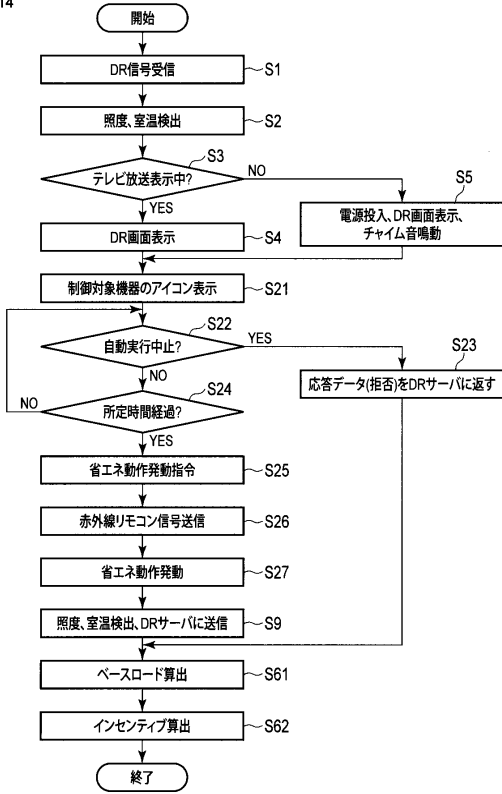 14
開始
DR信号受信
S1
照度、室温検出
S2
テレビ放送表示中?
S3
NO
YES
DR画面表示
S4
電源投入、DR画面表示、
チャイム音鳴動
S5
制御対象機器のアイコン表示
S21
自動実行中止?
S22
YES
NO
応答データ(拒否)をDRサーバに返す
S23
所定時間経過?
S24
NO
YES
省エネ動作発動指令
S25
赤外線リモコン信号送信
S26
省エネ動作発動
S27
照度、室温検出、DRサーバに送信
S9
ベースロード算出
S61
インセンティブ算出
S62
終了